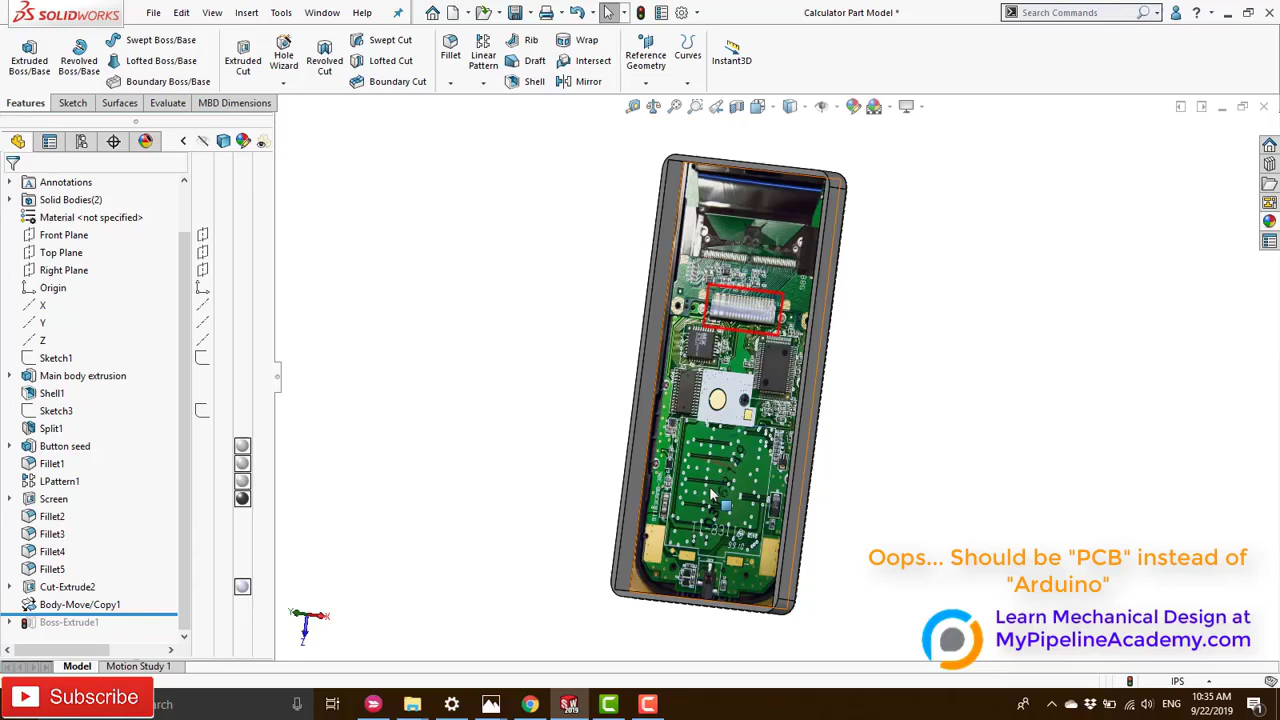 SOLIDWORKS
File
Edit
View
Insert
Tools
Window
Help
Calculator Part Model *
Search Commands
Extruded Boss/Base
Revolved Boss/Base
Swept Boss/Base
Lofted Boss/Base
Boundary Boss/Base
Extruded Cut
Hole Wizard
Revolved Cut
Swept Cut
Lofted Cut
Boundary Cut
Fillet
Linear Pattern
Rib
Draft
Shell
Wrap
Intersect
Mirror
Reference Geometry
Curves
Instant3D
Features
Sketch
Surfaces
Evaluate
MBD Dimensions
Annotations
Solid Bodies(2)
Material <not specified>
Front Plane
Top Plane
Right Plane
Origin
X
Y
Z
Sketch1
Main body extrusion
Shell1
Sketch3
Split1
Button seed
Fillet1
LPattern1
Screen
Fillet2
Fillet3
Fillet4
Fillet5
Cut-Extrude2
Body-Move/Copy1
Boss-Extrude1
Y
X
Z
Oops... Should be "PCB" instead of
"Arduino"
Learn Mechanical Design at
MyPipelineAcademy.com
Model
Motion Study 1
IPS
Subscribe
search
ENG
10:35 AM
9/22/2019